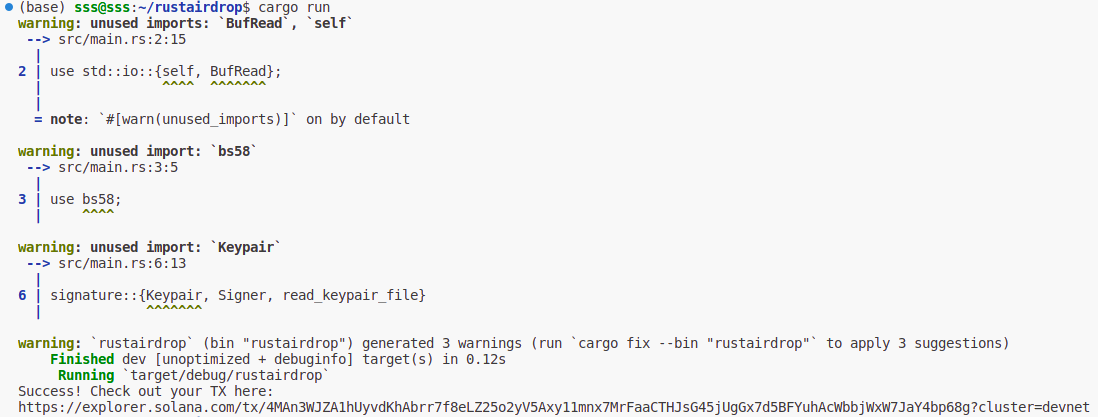 (base) sss@sss:~/rustairdrop$ cargo run
warning: unused imports: `BufRead`, `self`
 --> src/main.rs:2:15
  |
2 | use std::io::{self, BufRead};
  |               ^^^^  ^^^^^^^
  |
  = note: `#[warn(unused_imports)]` on by default
warning: unused import: `bs58`
 --> src/main.rs:3:5
  |
3 | use bs58;
  |     ^^^^
warning: unused import: `Keypair`
 --> src/main.rs:6:13
  |
6 | signature::{Keypair, Signer, read_keypair_file}
  |             ^^^^^^^
warning: `rustairdrop` (bin "rustairdrop") generated 3 warnings (run `cargo fix --bin "rustairdrop"` to apply 3 suggestions)
    Finished dev [unoptimized + debuginfo] target(s) in 0.12s
     Running `target/debug/rustairdrop`
Success! Check out your TX here:
https://explorer.solana.com/tx/4MAn3WJZA1hUyvdKhAbrr7f8eLZ25o2yV5Axy11mnx7MrFaaCTHJsG45jUgGx7d5BFYuhAcWbbjWxW7JaY4bp68g?cluster=devnet